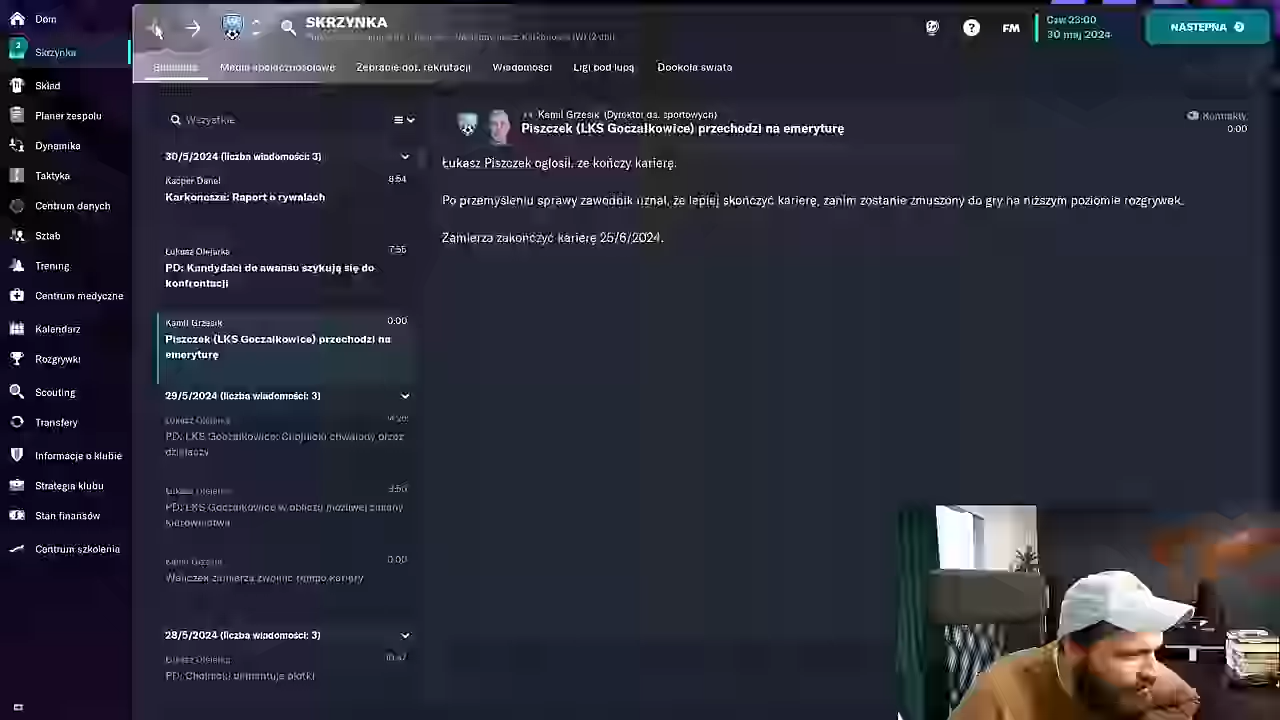 Dom
2
Skrzynka
Skład
Planer zespołu
Dynamika
Taktyka
Centrum danych
Sztab
Trening
Centrum medyczne
Kalendarz
Rozgrywki
Scouting
Transfery
Informacje o klubie
Strategia klubu
Stan finansów
Centrum szkolenia
SKRZYNKA
?
FM
Czw 23:00
30 maj 2024
NASTĘPNA
Media społecznościowe
Zebranie dot. rekrutacji
Wiadomości
Ligi pod lupą
Dookoła świata
Wszystkie
30/5/2024 (liczba wiadomości: 3)
Kacper Danel
8:54
Karkonosze: Raport o rywalach
7:55
PD: Kandydaci do awansu szykują się do
konfrontacji
Kamil Grzesik
0:00
Piszczek (LKS Goczałkowice) przechodzi na
emeryturę
29/5/2024 (liczba wiadomości: 3)
PD: LKS Goczałkowice: chwalony przez
działaczy
PD: LKS Goczałkowice w obliczu możliwej zmiany
kierownictwa
0:00
Walczek zamierza zwolnić tempo kariery
28/5/2024 (liczba wiadomości: 3)
PD: dementuje plotki
Kamil Grzesik (Dyrektor ds. sportowych)
Piszczek (LKS Goczałkowice) przechodzi na emeryturę
Kontrakty
0:00
Łukasz Piszczek ogłosił, że kończy karierę.
Po przemyśleniu sprawy zawodnik uznał, że lepiej skończyć karierę, zanim zostanie zmuszony do gry na niższym poziomie rozgrywek.
Zamierza zakończyć karierę 25/6/2024.